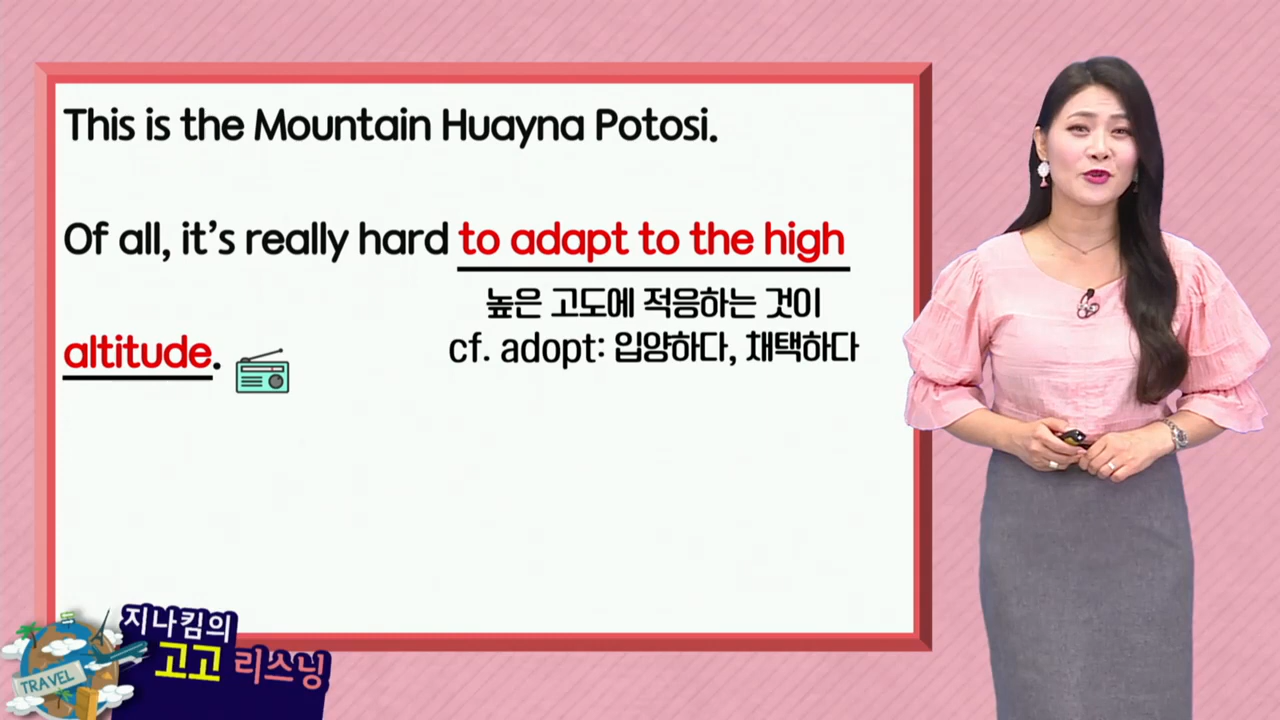 This is the Mountain Huayna Potosi.
Of all, it’s really hard to adapt to the high
높은 고도에 적응하는 것이
cf. adopt: 입양하다, 채택하다
altitude.
지나킴의
고고 리스닝
TRAVEL